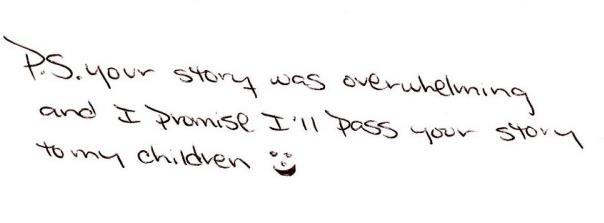 P.S. your story was overwhelming
and I promise I'll pass your story
to my children